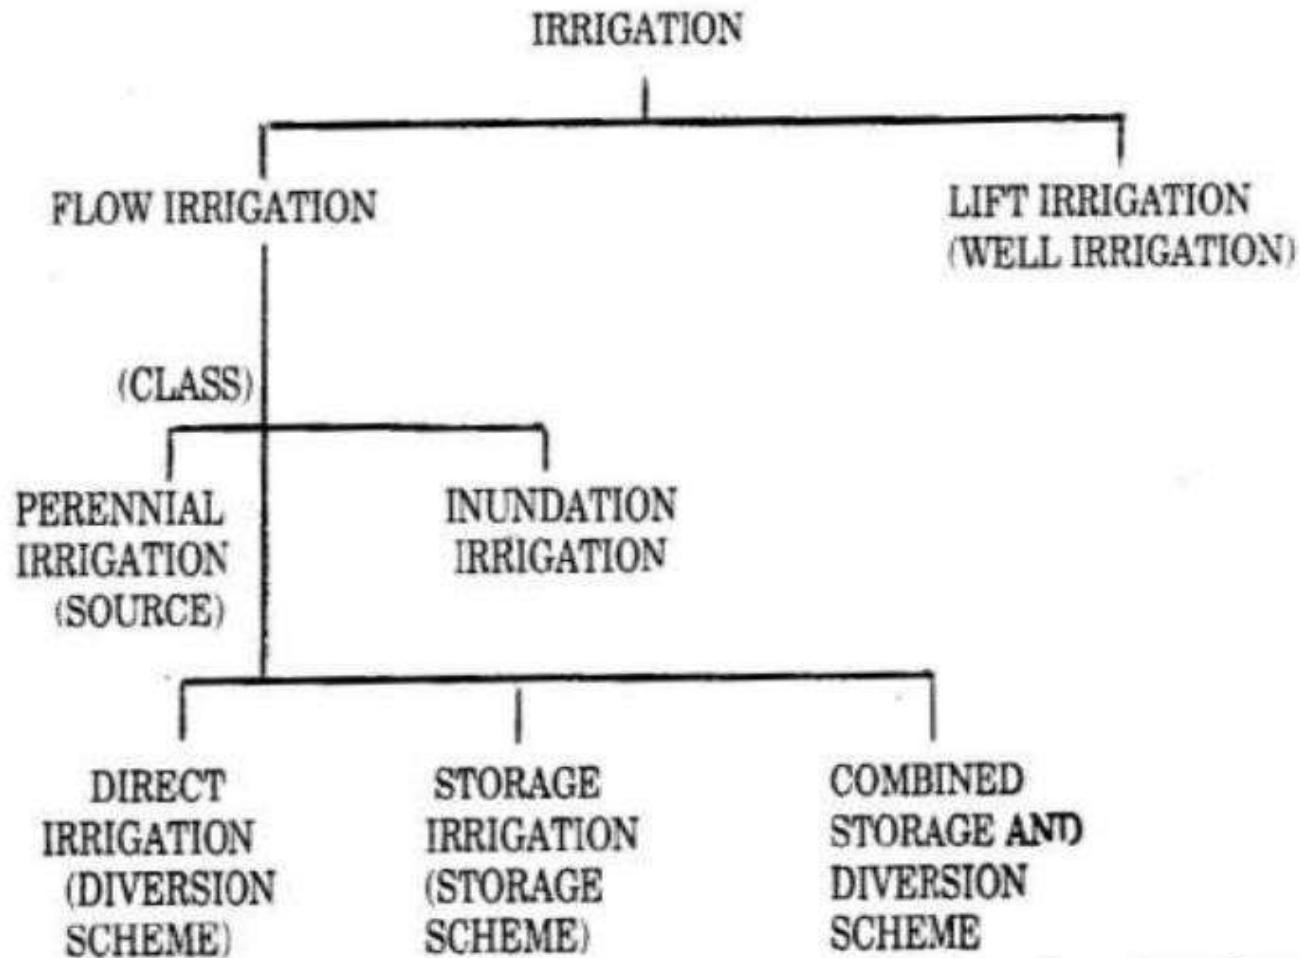 IRRIGATION
FLOW IRRIGATION
LIFT IRRIGATION
(WELL IRRIGATION)
(CLASS)
PERENNIAL
IRRIGATION
(SOURCE)
INUNDATION
IRRIGATION
DIRECT
IRRIGATION
(DIVERSION
SCHEME)
STORAGE
IRRIGATION
(STORAGE
SCHEME)
COMBINED
STORAGE AND
DIVERSION
SCHEME